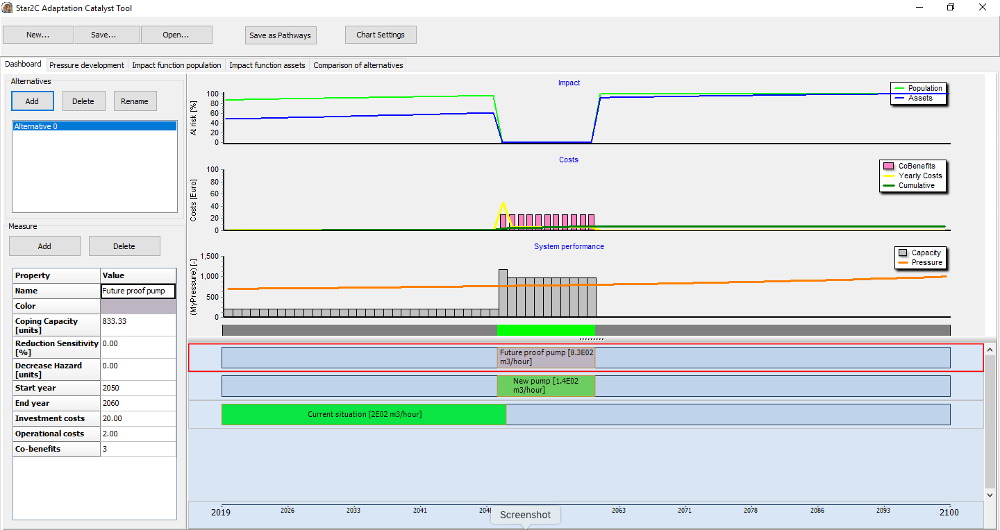 Star2C Adaptation Catalyst Tool
New...
Save...
Open...
Save as Pathways
Chart Settings
Dashboard
Pressure development
Impact function population
Impact function assets
Comparison of alternatives
Alternatives
Add
Delete
Rename
Alternative 0
Measure
Add
Delete
Property Value
Name Future proof pump
Color
Coping Capacity
[units] 833.33
Reduction Sensitivity
[%] 0.00
Decrease Hazard
[units] 0.00
Start year 2050
End year 2060
Investment costs 20.00
Operational costs 2.00
Co-benefits 3
Impact
At risk [%]
100
80
60
40
20
0
Population
Assets
Costs
Costs [Euro]
100
80
60
40
20
0
CoBenefits
Yearly Costs
Cumulative
System performance
(MyPressure) [-]
1,500
1,000
500
0
Capacity
Pressure
Future proof pump [8.3E02
m3/hour]
New pump [1.4E02
m3/hour]
Current situation [2E02 m3/hour]
2019 2026 2033 2041 2048 2063 2071 2078 2086 2093 2100
Screenshot